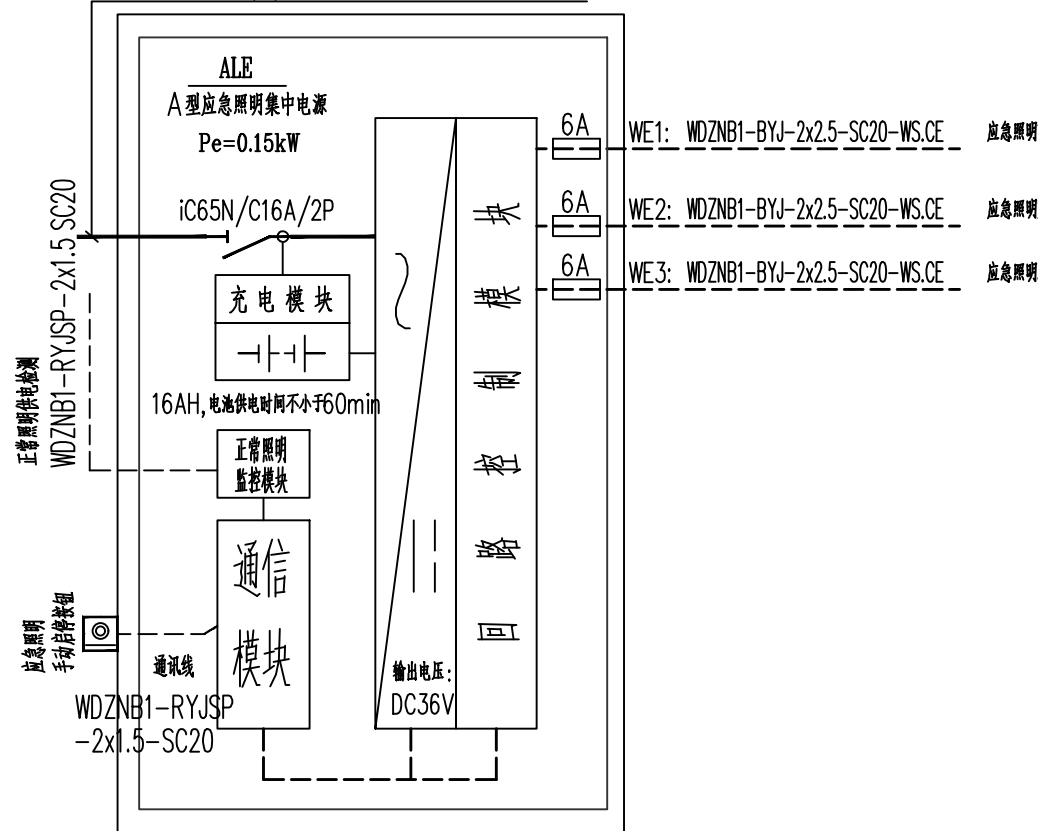 ALE
A型应急照明集中电源
Pe=0.15kW
iC65N/C16A/2P
充电模块
16AH,电池供电时间不小于60min
正常照明
监控模块
通信
模块
输出电压:
DC36V
回路控制模块
6A
WE1: WDZNB1-BYJ-2x2.5-SC20-WS.CE
应急照明
6A
WE2: WDZNB1-BYJ-2x2.5-SC20-WS.CE
应急照明
6A
WE3: WDZNB1-BYJ-2x2.5-SC20-WS.CE
应急照明
正常照明供电检测
WDZNB1-RYJSP-2x1.5 SC20
应急照明
手动启停按钮
通讯线
WDZNB1-RYJSP
-2x1.5-SC20